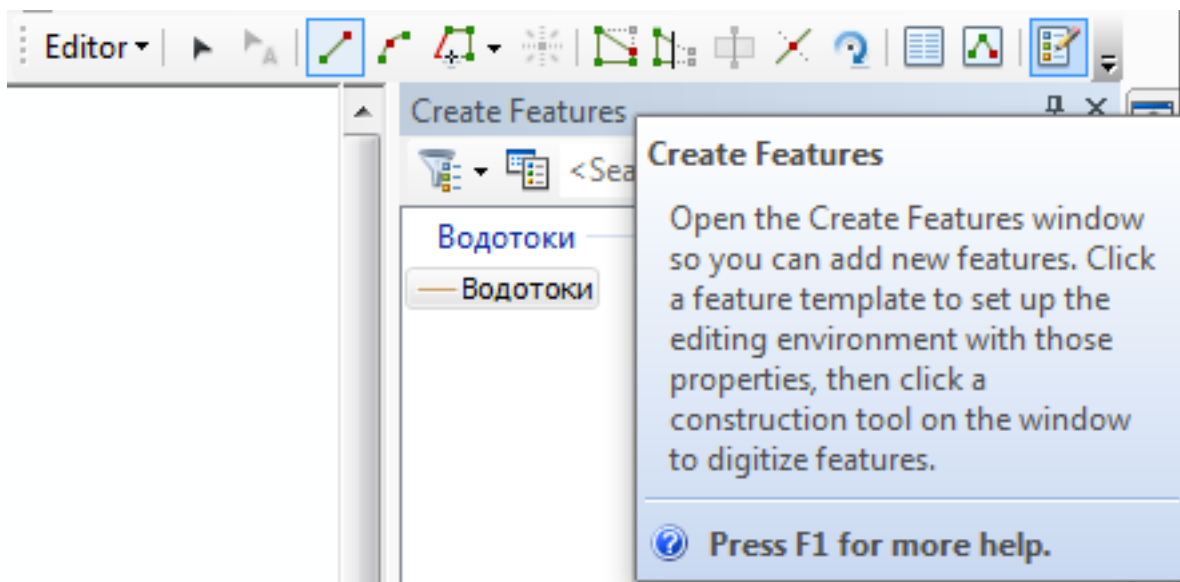 Editor
Create Features
<Sea
Водотоки
Водотоки
Create Features
Open the Create Features window
so you can add new features. Click
a feature template to set up the
editing environment with those
properties, then click a
construction tool on the window
to digitize features.
Press F1 for more help.